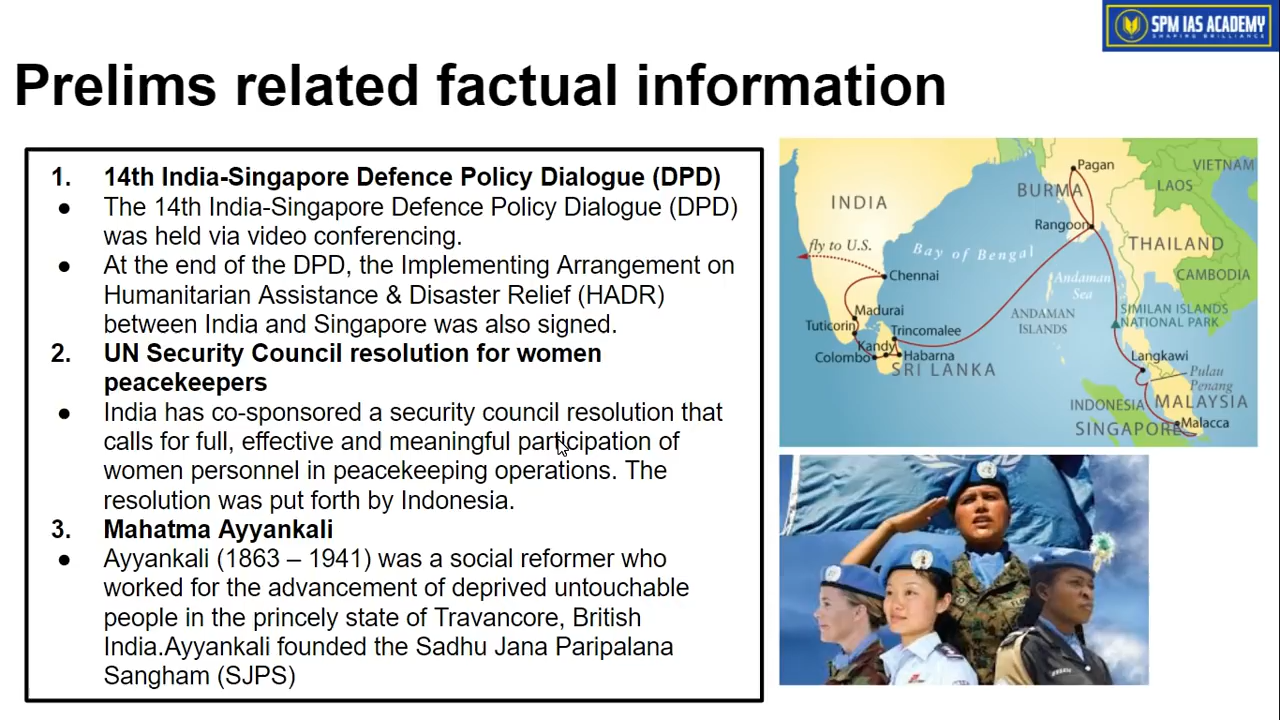 SPM IAS ACADEMY
SHAPING BRILLIANCE
Prelims related factual information
1. 14th India-Singapore Defence Policy Dialogue (DPD)
● The 14th India-Singapore Defence Policy Dialogue (DPD)
was held via video conferencing.
● At the end of the DPD, the Implementing Arrangement on
Humanitarian Assistance & Disaster Relief (HADR)
between India and Singapore was also signed.
2. UN Security Council resolution for women
peacekeepers
● India has co-sponsored a security council resolution that
calls for full, effective and meaningful participation of
women personnel in peacekeeping operations. The
resolution was put forth by Indonesia.
3. Mahatma Ayyankali
● Ayyankali (1863 – 1941) was a social reformer who
worked for the advancement of deprived untouchable
people in the princely state of Travancore, British
India.Ayyankali founded the Sadhu Jana Paripalana
Sangham (SJPS)
Pagan
VIETNAM
BURMA
LAOS
INDIA
Rangoon
fly to U.S.
Bay of Bengal
THAILAND
Chennai
Andaman
Sea
CAMBODIA
Madurai
ANDAMAN
ISLANDS
SIMILAN ISLANDS
NATIONAL PARK
Tuticorin
Trincomalee
Kandy
Colombo
Habarna
SRI LANKA
Langkawi
Pulau
Penang
INDONESIA
MALAYSIA
SINGAPORE
Malacca